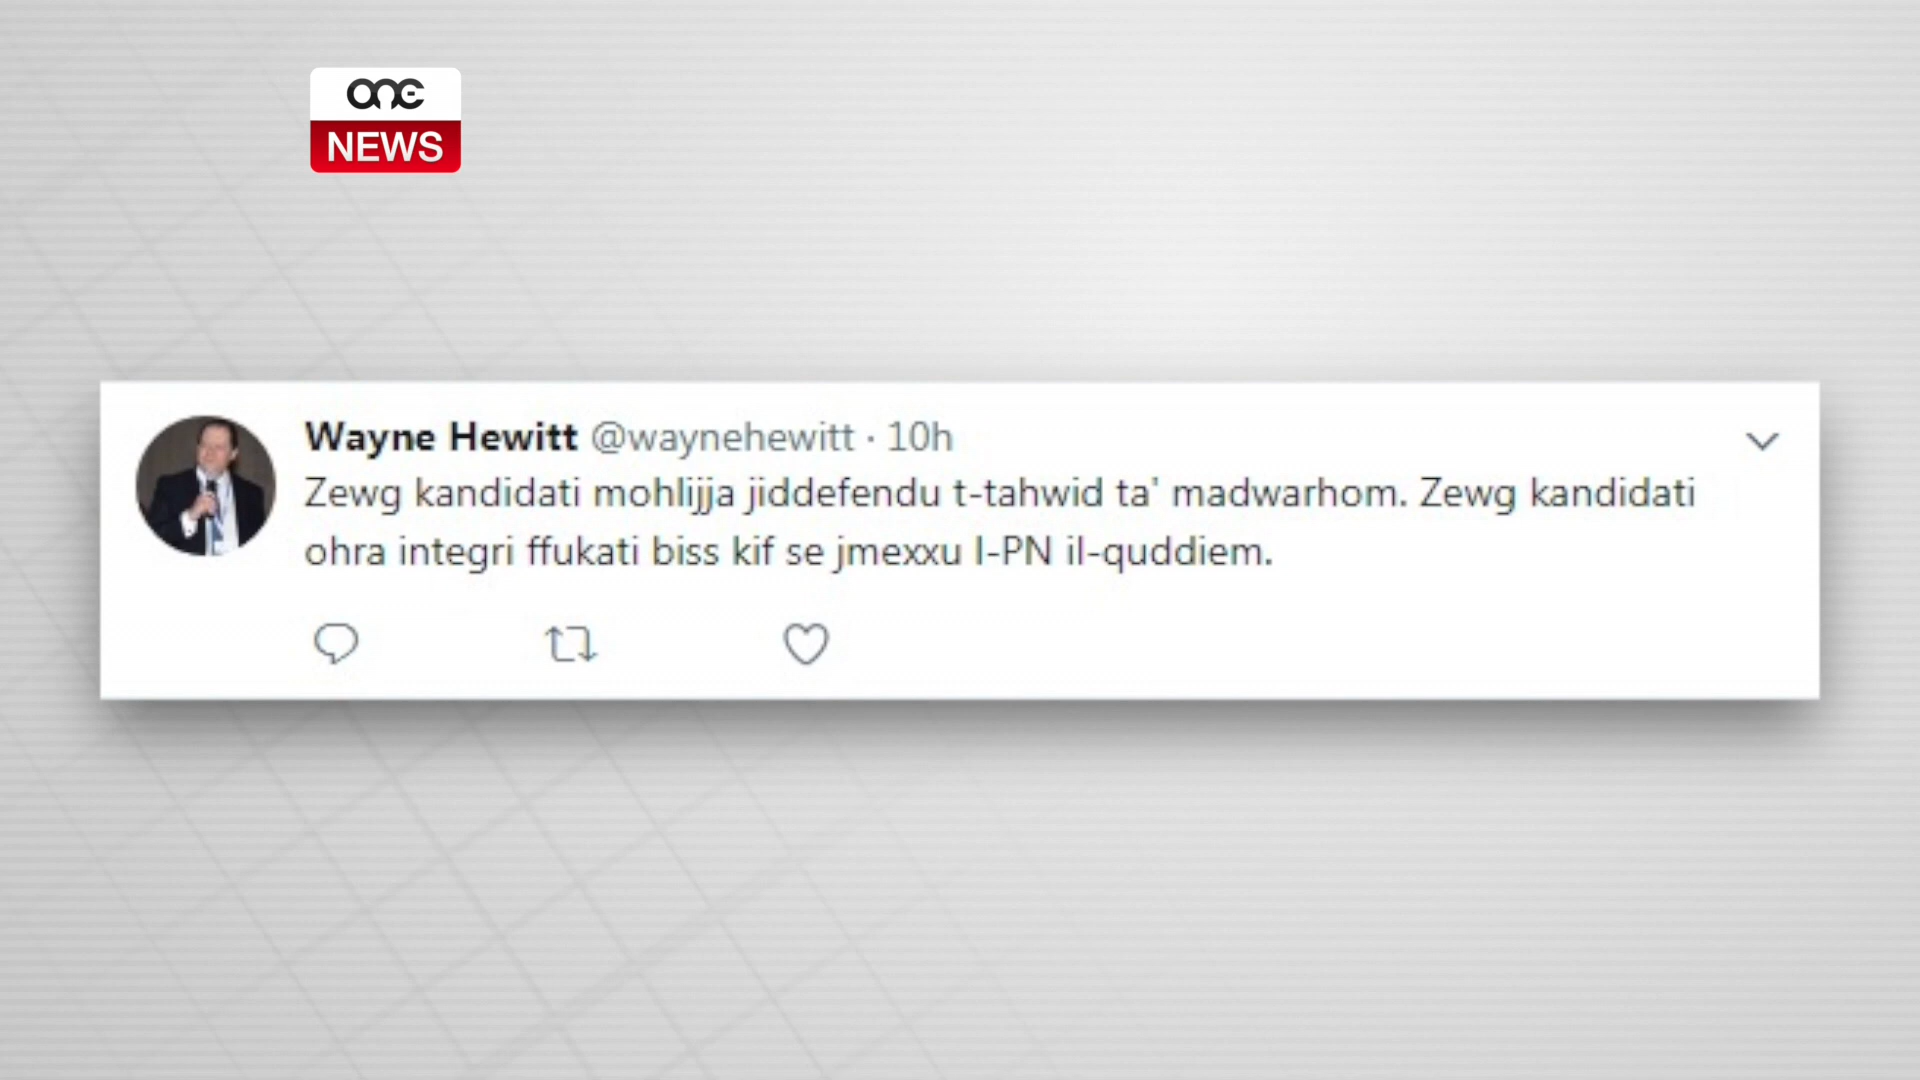 one
NEWS
Wayne Hewitt @waynehewitt · 10h
Zewg kandidati mohlijja jiddefendu t-tahwid ta' madwarhom. Zewg kandidati
ohra integri ffukati biss kif se jmexxu l-PN il-quddiem.